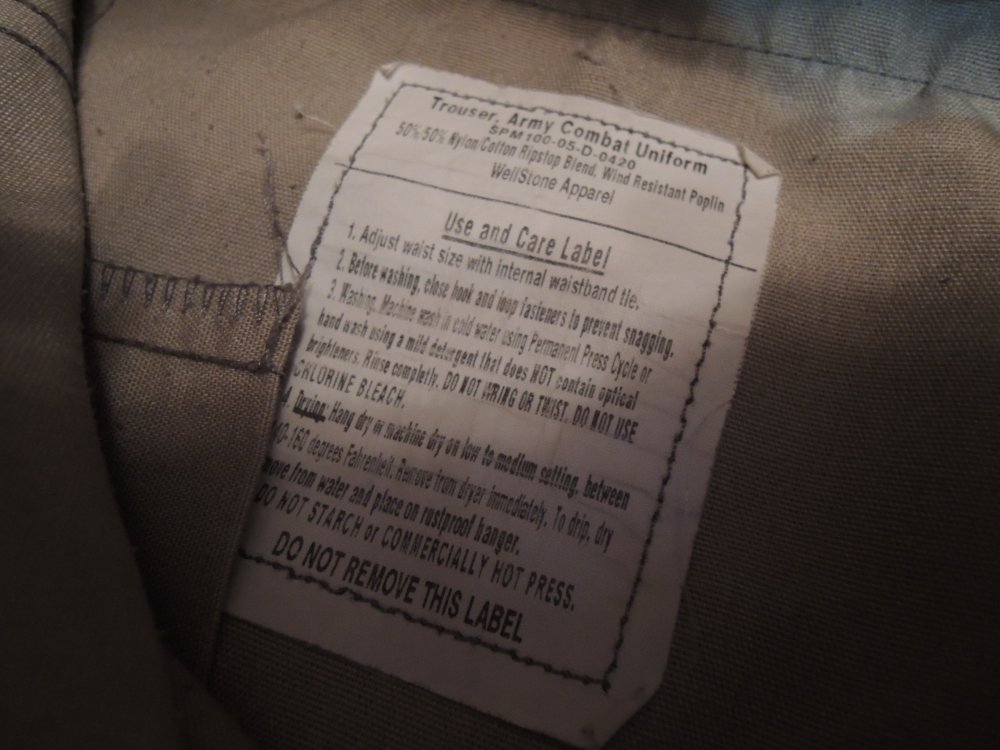 Trouser, Army Combat Uniform
SPM100-05-D-0420
50%/50% Nylon/Cotton Ripstop Blend, Wind Resistant Poplin
WellStone Apparel
Use and Care Label
1. Adjust waist size with internal waistband tie.
2. Before washing, close hook and loop fasteners to prevent snagging.
3. Washing. Machine wash in cold water using Permanent Press Cycle or
hand wash using a mild detergent that does NOT contain optical
brighteners. Rinse completely. DO NOT WRING OR TWIST. DO NOT USE
CHLORINE BLEACH.
4. Drying: Hang dry or machine dry on low to medium setting, between
0-160 degrees Fahrenheit. Remove from dryer immediately. To drip, dry
move from water and place on rustproof hanger.
DO NOT STARCH or COMMERCIALLY HOT PRESS.
DO NOT REMOVE THIS LABEL